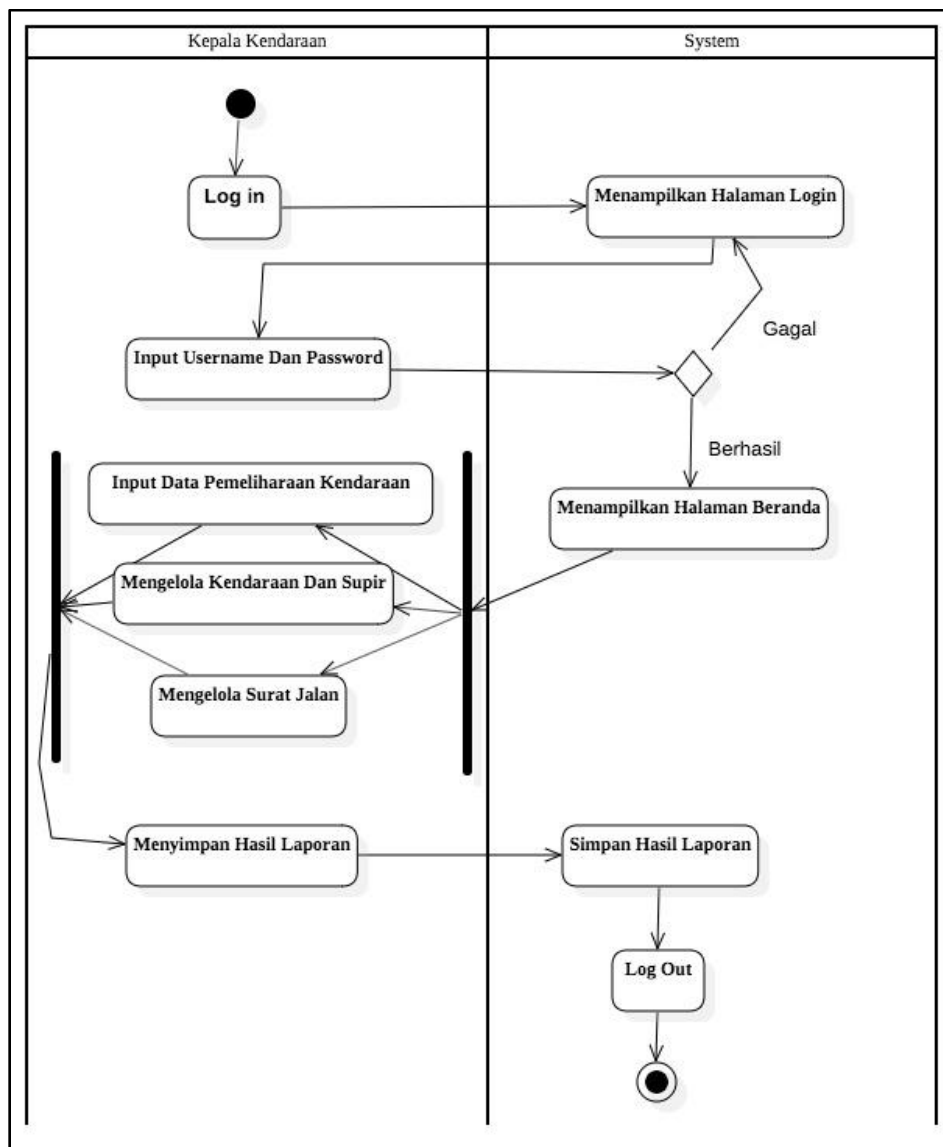 Kepala Kendaraan
System
Log in
Menampilkan Halaman Login
Gagal
Input Username Dan Password
Berhasil
Input Data Pemeliharaan Kendaraan
Menampilkan Halaman Beranda
Mengelola Kendaraan Dan Supir
Mengelola Surat Jalan
Menyimpan Hasil Laporan
Simpan Hasil Laporan
Log Out